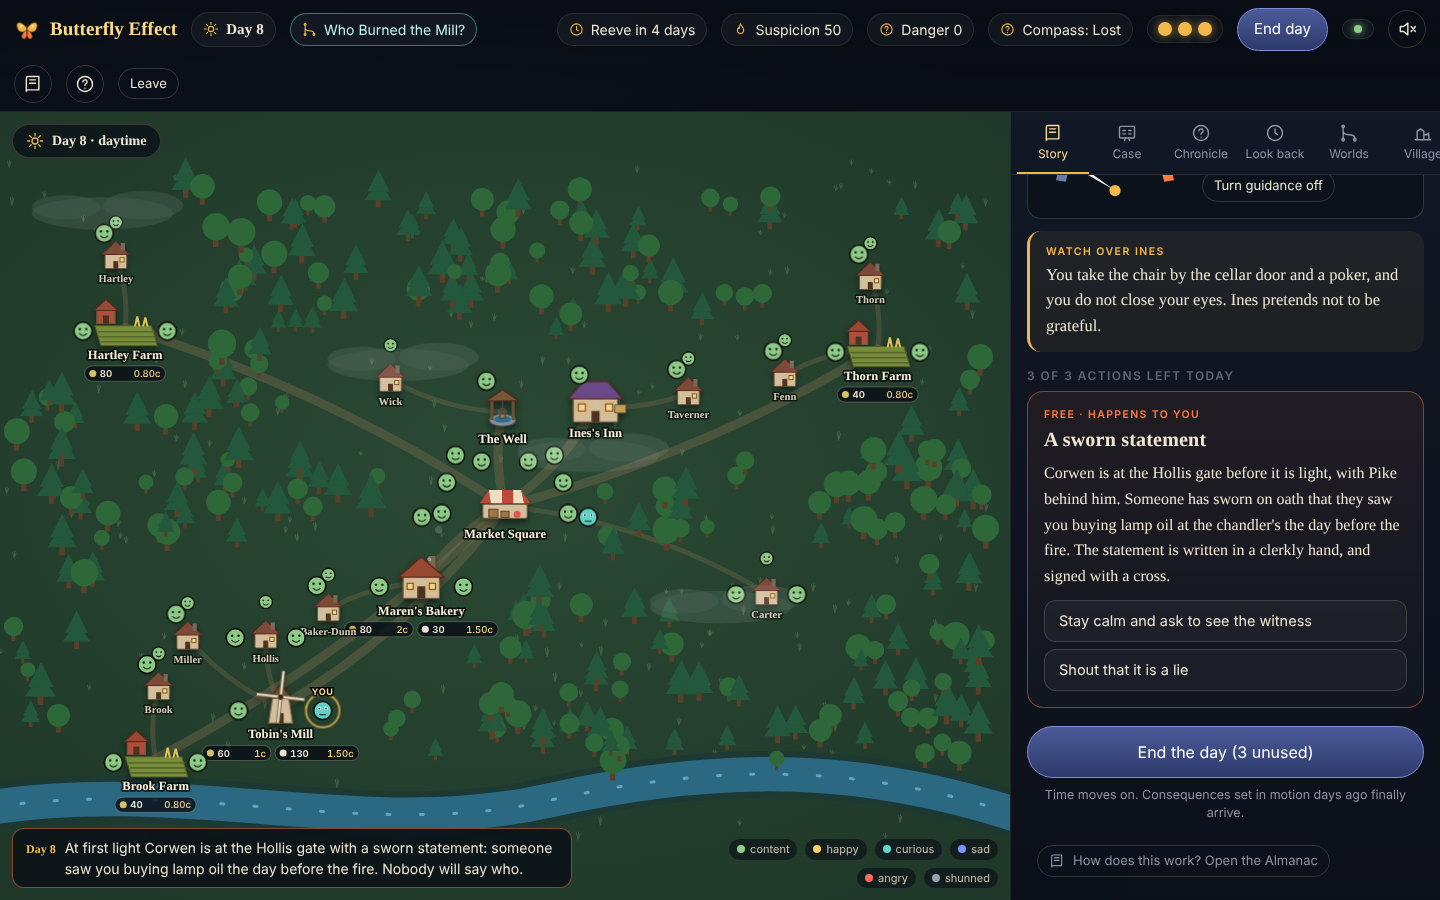 Butterfly Effect
Day 8
Who Burned the Mill?
Reeve in 4 days
Suspicion 50
Danger 0
Compass: Lost
End day
Leave
Day 8 · daytime
Story
Case
Chronicle
Look back
Worlds
Village
Turn guidance off
WATCH OVER INES
You take the chair by the cellar door and a poker, and
you do not close your eyes. Ines pretends not to be
grateful.
3 OF 3 ACTIONS LEFT TODAY
FREE · HAPPENS TO YOU
A sworn statement
Corwen is at the Hollis gate before it is light, with Pike
behind him. Someone has sworn on oath that they saw
you buying lamp oil at the chandler's the day before the
fire. The statement is written in a clerkly hand, and
signed with a cross.
Stay calm and ask to see the witness
Shout that it is a lie
End the day (3 unused)
Time moves on. Consequences set in motion days ago finally
arrive.
How does this work? Open the Almanac
Hartley
Hartley Farm
80 0.80c
Wick
The Well
Ines's Inn
Taverner
Fenn
Thorn
Thorn Farm
40 0.80c
Market Square
Maren's Bakery
80 2c
30 1.50c
Baker-Dunn
Carter
Miller
Hollis
Brook
YOU
Tobin's Mill
60 1c
130 1.50c
Brook Farm
40 0.80c
Day 8 At first light Corwen is at the Hollis gate with a sworn statement: someone
saw you buying lamp oil the day before the fire. Nobody will say who.
content
happy
curious
sad
angry
shunned